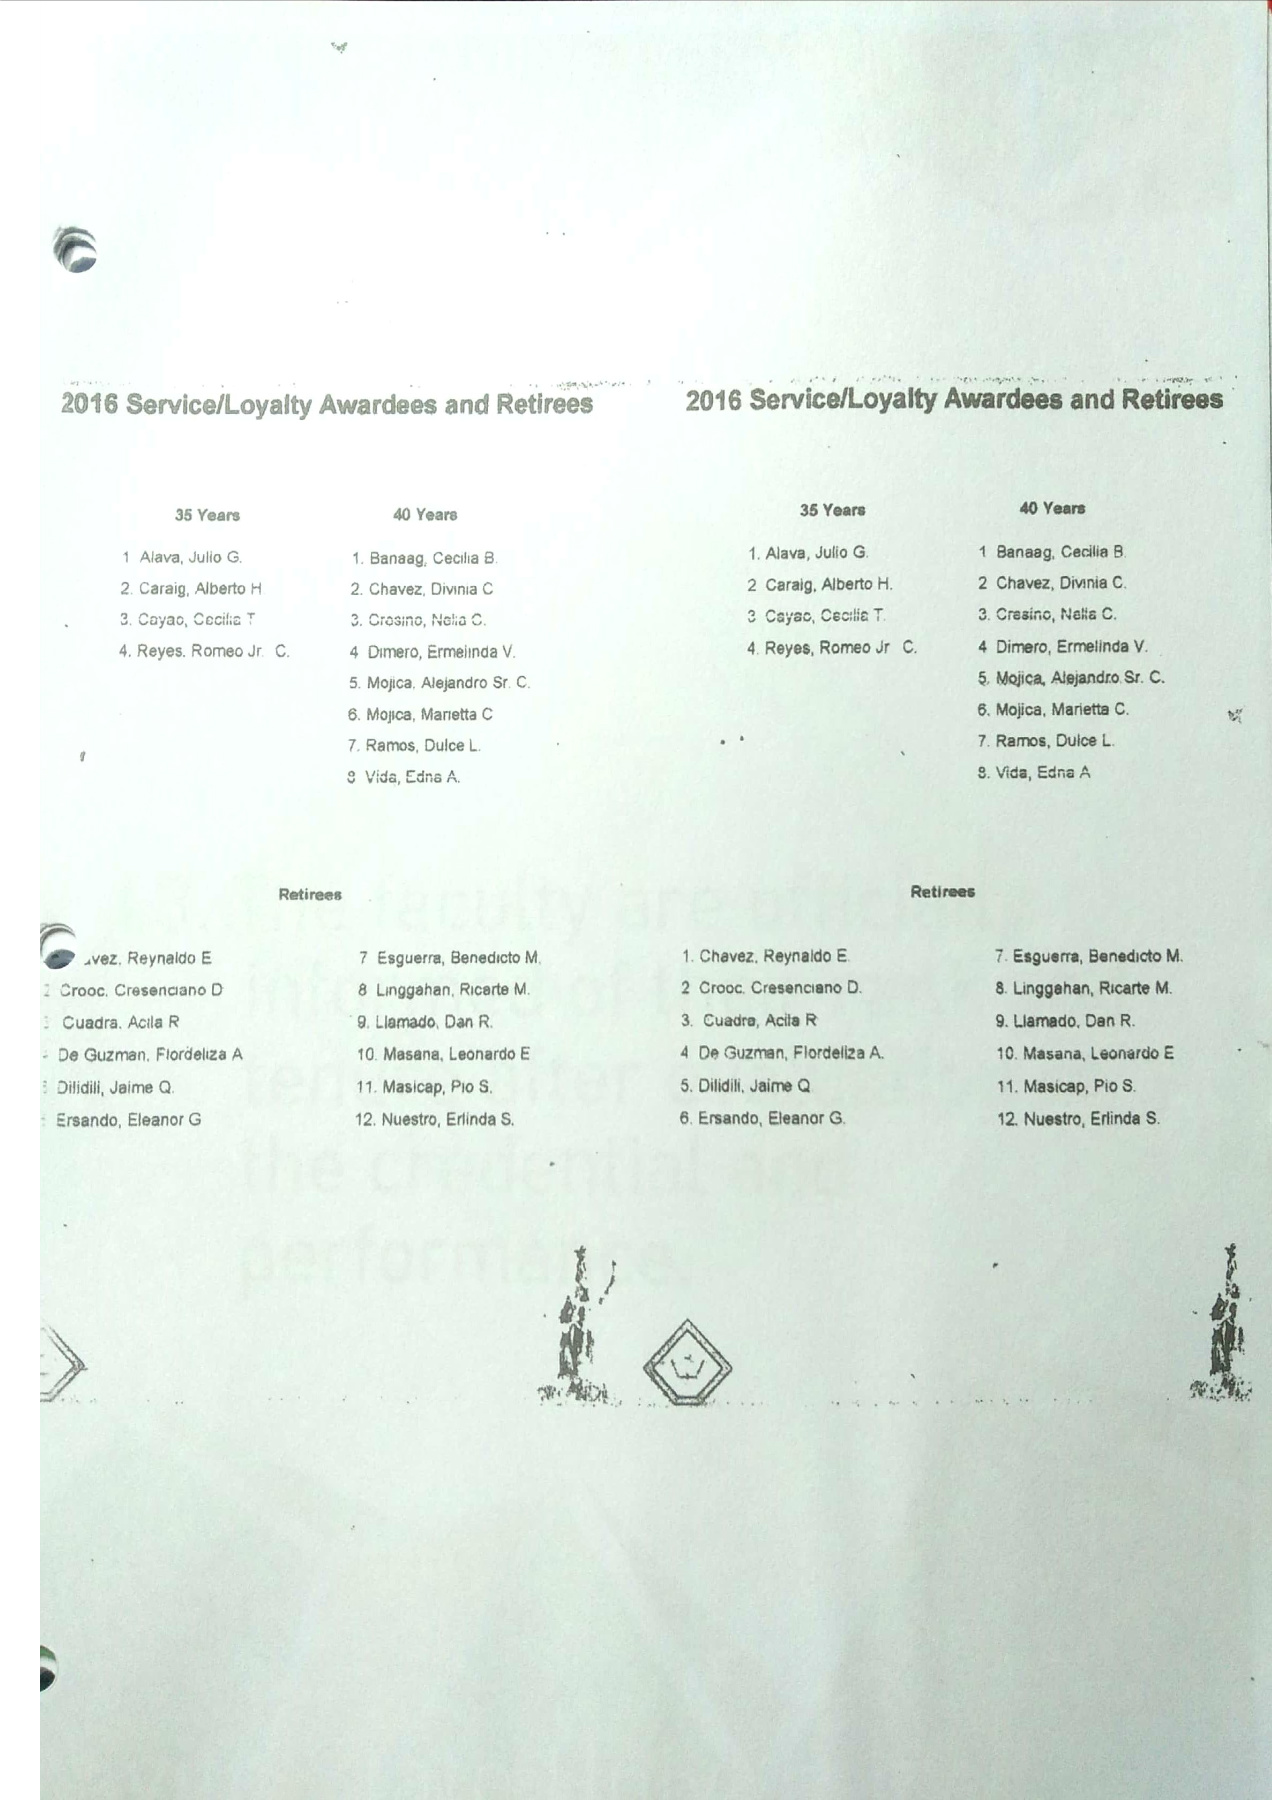 2016 Service/Loyalty Awardees and Retirees
35 Years
1 Alava, Julio G.
2. Caraig, Alberto H
3. Cayao, Cecilia T
4. Reyes. Romeo Jr. C.
40 Years
1. Banaag, Cecilia B.
2. Chavez, Divinia C
3. Cresino, Nelia C.
4 Dimero, Ermelinda V.
5. Mojica, Alejandro Sr. C.
6. Mojica, Marietta C
7. Ramos, Dulce L.
8 Vida, Edna A.
Retirees
vez, Reynaldo E
2 Crooc. Cresenciano D
Cuadra. Acila R
De Guzman, Flordeliza A
Dilidili, Jaime Q.
Ersando, Eleanor G
7 Esguerra, Benedicto M.
8 Linggahan, Ricarte M.
9. Llamado, Dan R.
10. Masana, Leonardo E
11. Masicap, Pio S.
12. Nuestro, Erlinda S.
2016 Service/Loyalty Awardees and Retirees
35 Years
1. Alava, Julio G.
2 Caraig, Alberto H.
3 Cayao, Cecilia T.
4. Reyes, Romeo Jr C.
40 Years
1 Banaag, Cecilia B
2 Chavez, Divinia C.
3. Cresino, Nelia C.
4 Dimero, Ermelinda V.
5. Mojica, Alejandro Sr. C.
6. Mojica, Marietta C.
7. Ramos, Dulce L.
8. Vida, Edna A
Retirees
1. Chavez, Reynaldo E.
2 Crooc. Cresenciano D.
3. Cuadra, Acila R
4 De Guzman, Flordeliza A.
5. Dilidili, Jaime Q
6. Ersando, Eleanor G.
7. Esguerra, Benedicto M.
8. Linggahan, Ricarte M.
9. Llamado, Dan R.
10. Masana, Leonardo E
11. Masicap, Pio S.
12. Nuestro, Erlinda S.
the credential and
performance.